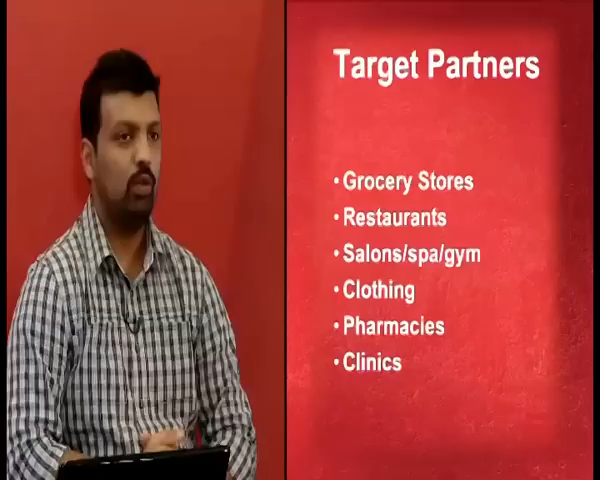 Target Partners
• Grocery Stores
• Restaurants
• Salons/spa/gym
• Clothing
• Pharmacies
• Clinics